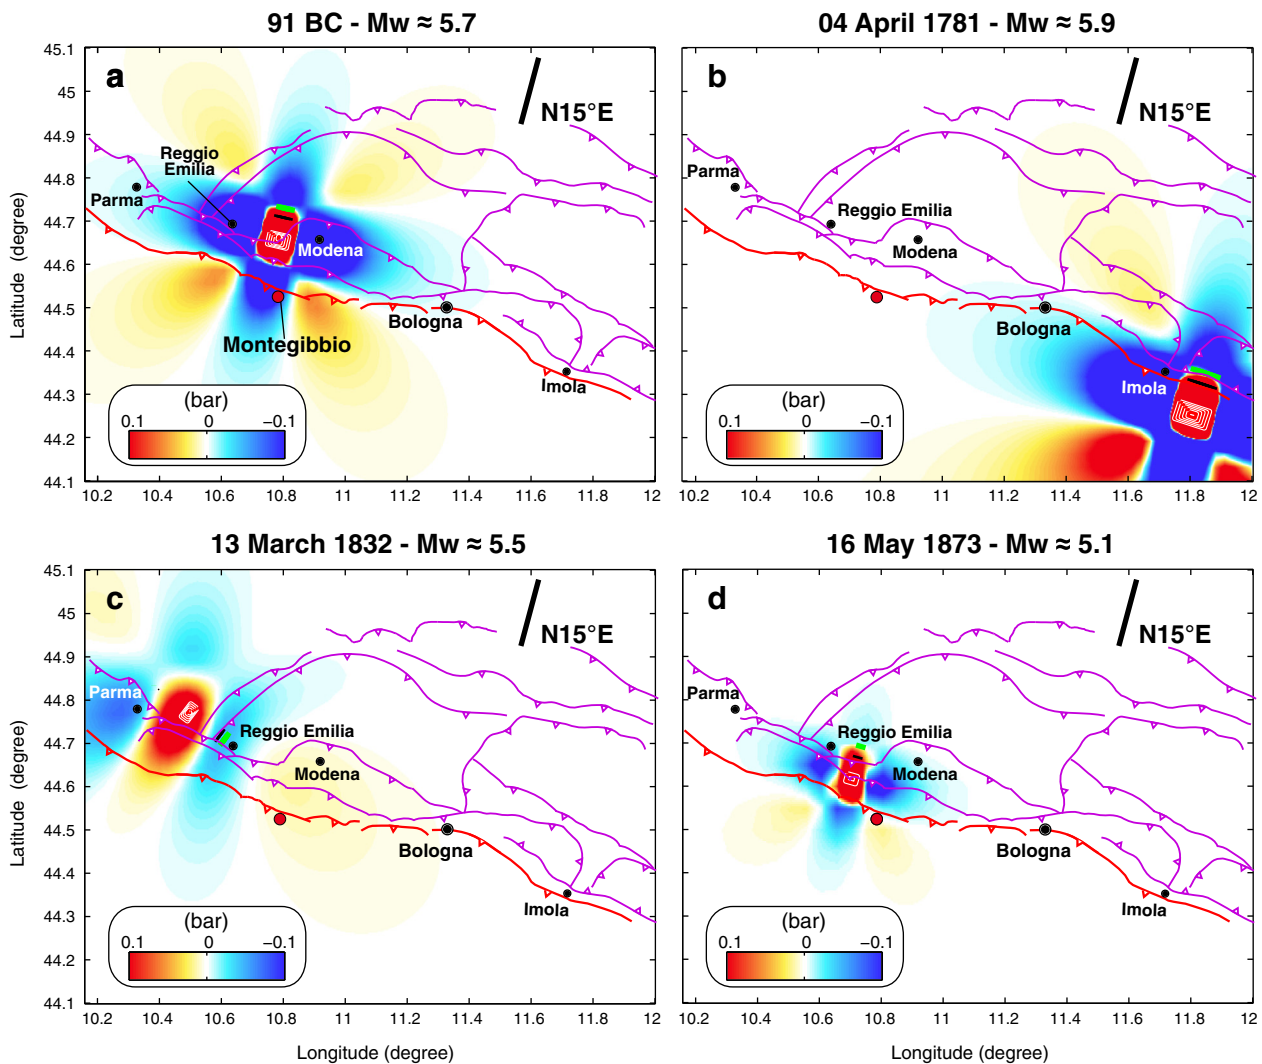 91 BC - Mw ≈ 5.7
04 April 1781 - Mw ≈ 5.9
a
N15°E
Reggio
Emilia
Parma
Modena
Bologna
Montegibbio
Imola
(bar)
0.1 0 −0.1
45.1
45
44.9
44.8
44.7
44.6
44.5
44.4
44.3
44.2
44.1
Latitude (degree)
10.2 10.4 10.6 10.8 11 11.2 11.4 11.6 11.8 12
b
N15°E
Parma
Reggio Emilia
Modena
Bologna
Imola
(bar)
0.1 0 −0.1
10.2 10.4 10.6 10.8 11 11.2 11.4 11.6 11.8 12
13 March 1832 - Mw ≈ 5.5
16 May 1873 - Mw ≈ 5.1
c
N15°E
Parma
Reggio Emilia
Modena
Bologna
Imola
(bar)
0.1 0 −0.1
45.1
45
44.9
44.8
44.7
44.6
44.5
44.4
44.3
44.2
44.1
Latitude (degree)
10.2 10.4 10.6 10.8 11 11.2 11.4 11.6 11.8 12
Longitude (degree)
d
N15°E
Parma
Reggio Emilia
Modena
Bologna
Imola
(bar)
0.1 0 −0.1
10.2 10.4 10.6 10.8 11 11.2 11.4 11.6 11.8 12
Longitude (degree)